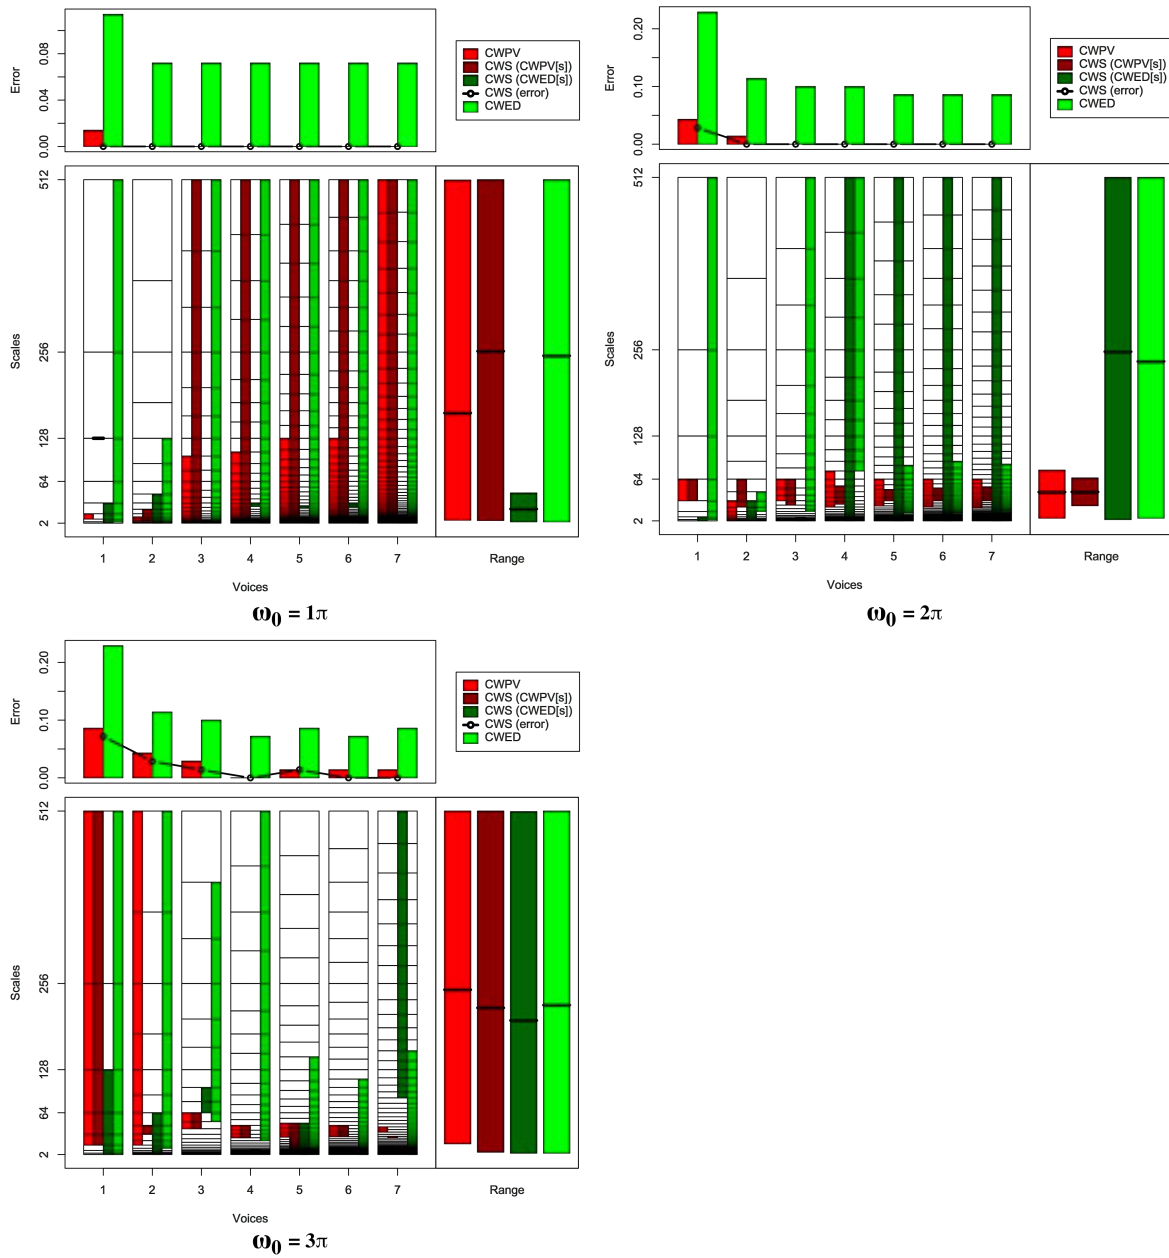 Error
0.00
0.04
0.08
CWPV
CWS (CWPV[s])
CWS (CWED[s])
CWS (error)
CWED
Scales
512
256
128
64
2
1 2 3 4 5 6 7
Voices
Range
ω0 = 1π
Error
0.00
0.10
0.20
CWPV
CWS (CWPV[s])
CWS (CWED[s])
CWS (error)
CWED
Scales
512
256
128
64
2
1 2 3 4 5 6 7
Voices
Range
ω0 = 2π
Error
0.00
0.10
0.20
CWPV
CWS (CWPV[s])
CWS (CWED[s])
CWS (error)
CWED
Scales
512
256
128
64
2
1 2 3 4 5 6 7
Voices
Range
ω0 = 3π